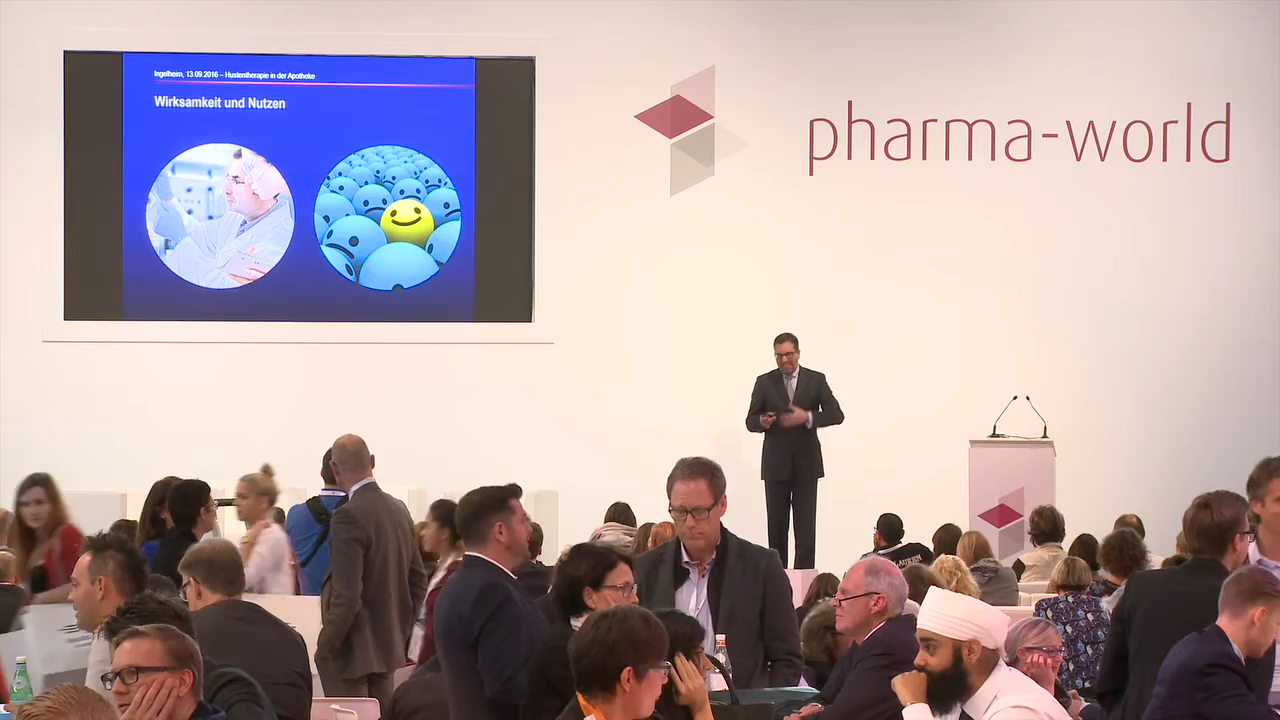 Ingelheim, 13.09.2016 – Hustentherapie in der Apotheke
Wirksamkeit und Nutzen
pharma-world